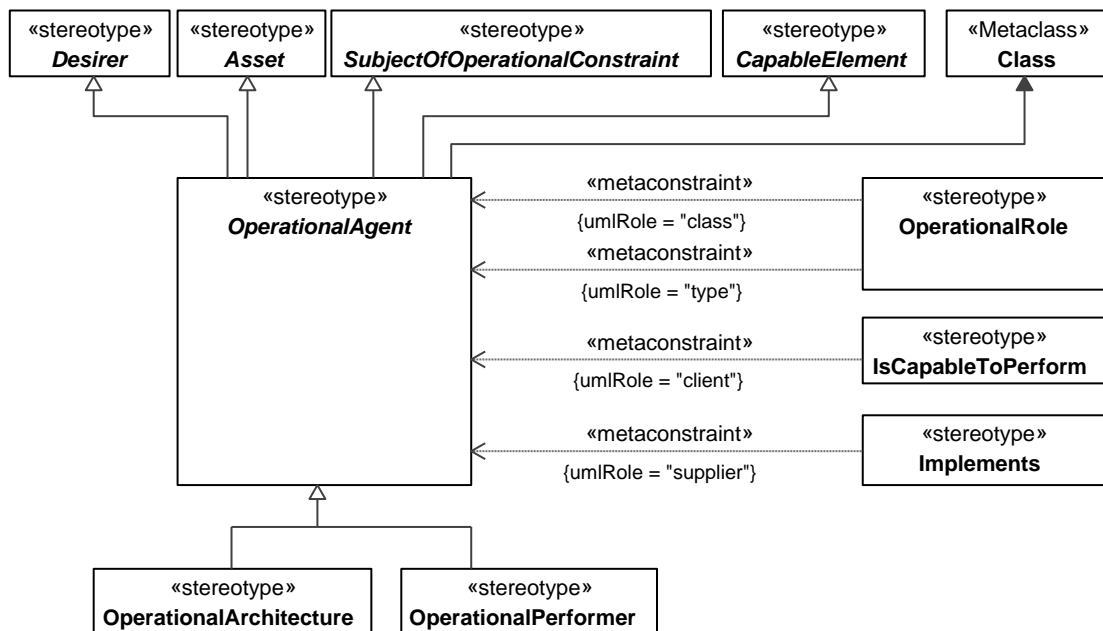 «stereotype»
Desirer
«stereotype»
Asset
«stereotype»
SubjectOfOperationalConstraint
«stereotype»
CapableElement
«Metaclass»
Class
«stereotype»
OperationalAgent
«metaconstraint»
{umlRole = "class"}
«metaconstraint»
{umlRole = "type"}
«stereotype»
OperationalRole
«metaconstraint»
{umlRole = "client"}
«stereotype»
IsCapableToPerform
«metaconstraint»
{umlRole = "supplier"}
«stereotype»
Implements
«stereotype»
OperationalArchitecture
«stereotype»
OperationalPerformer